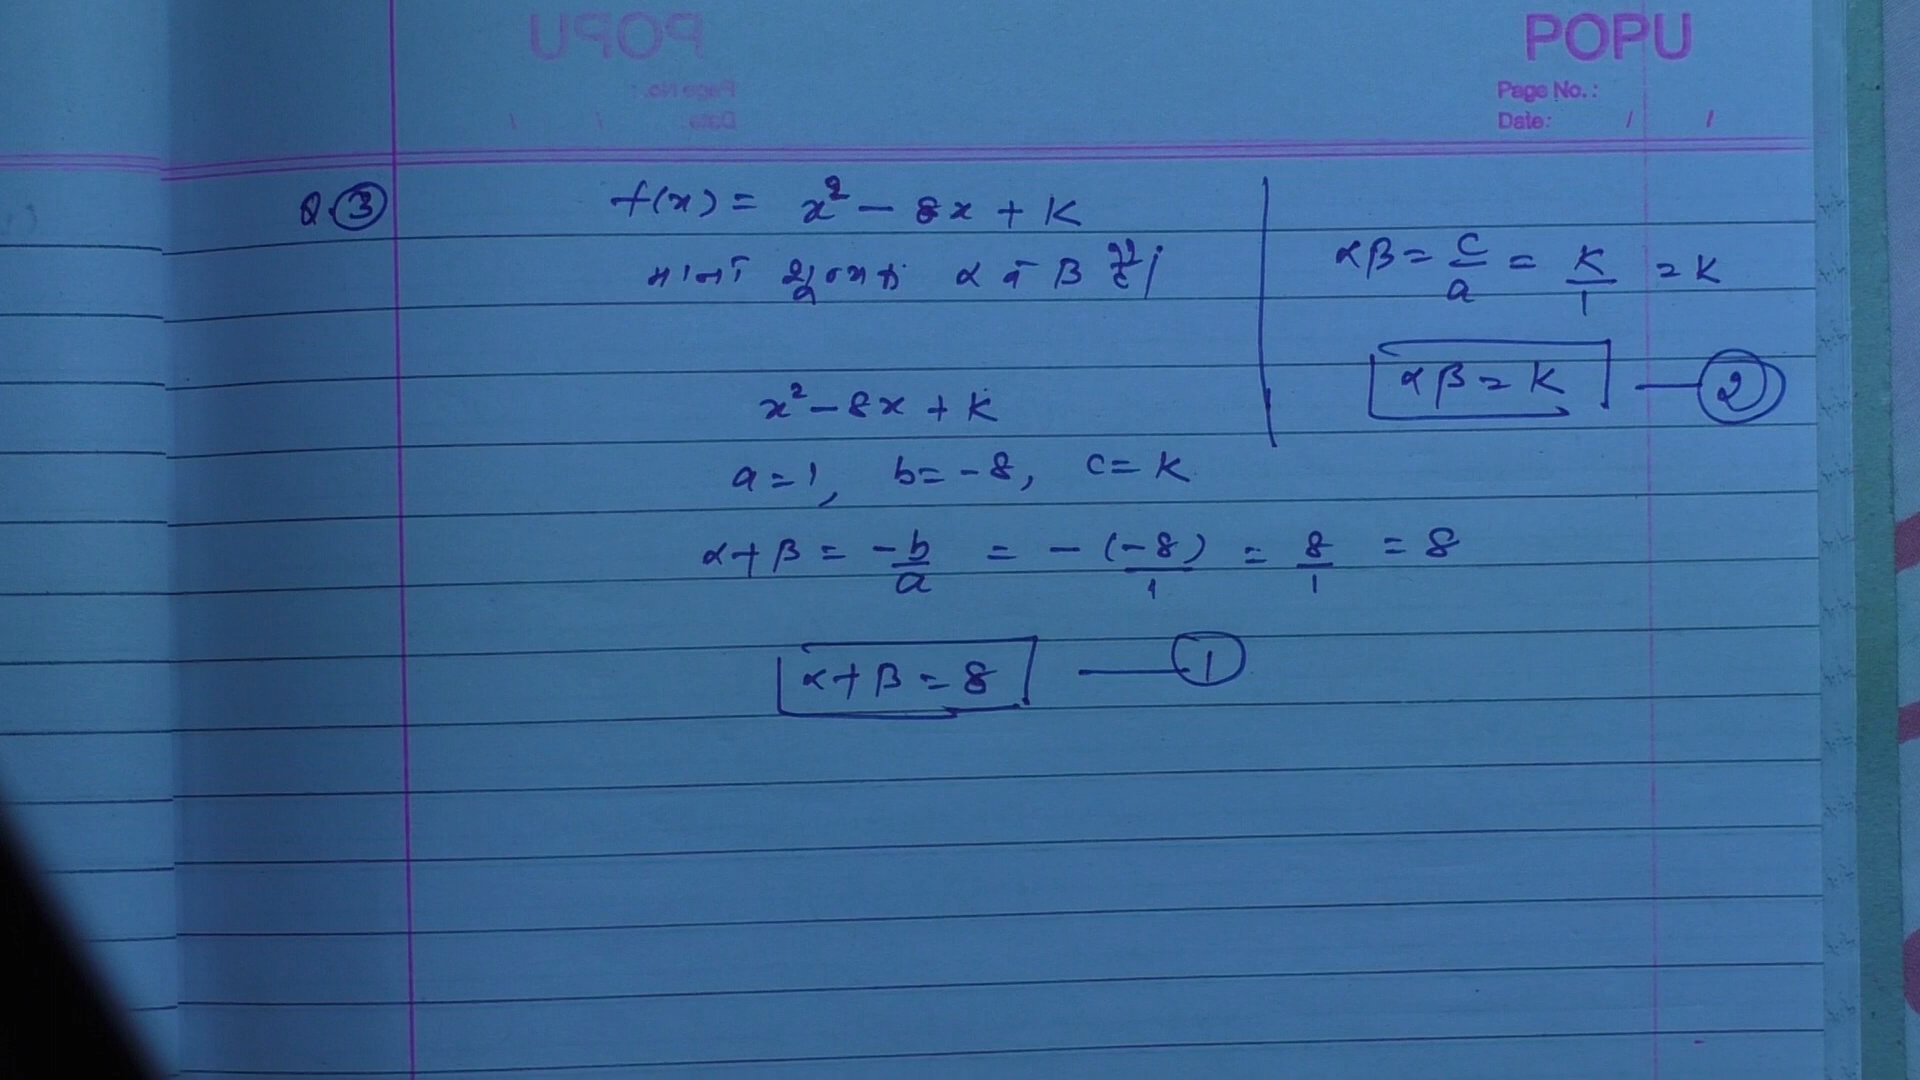 POPU
Page No. :
Date: / /
Q.③
f(x) = x² - 8x + K
माना शून्यक α व β हैं|
x² - 8x + K
a=1, b=-8, c=K
α+β = -b/a = -(-8)/1 = 8/1 = 8
α+β=8 — ①
αβ = c/a = K/1 = K
αβ = K — ②